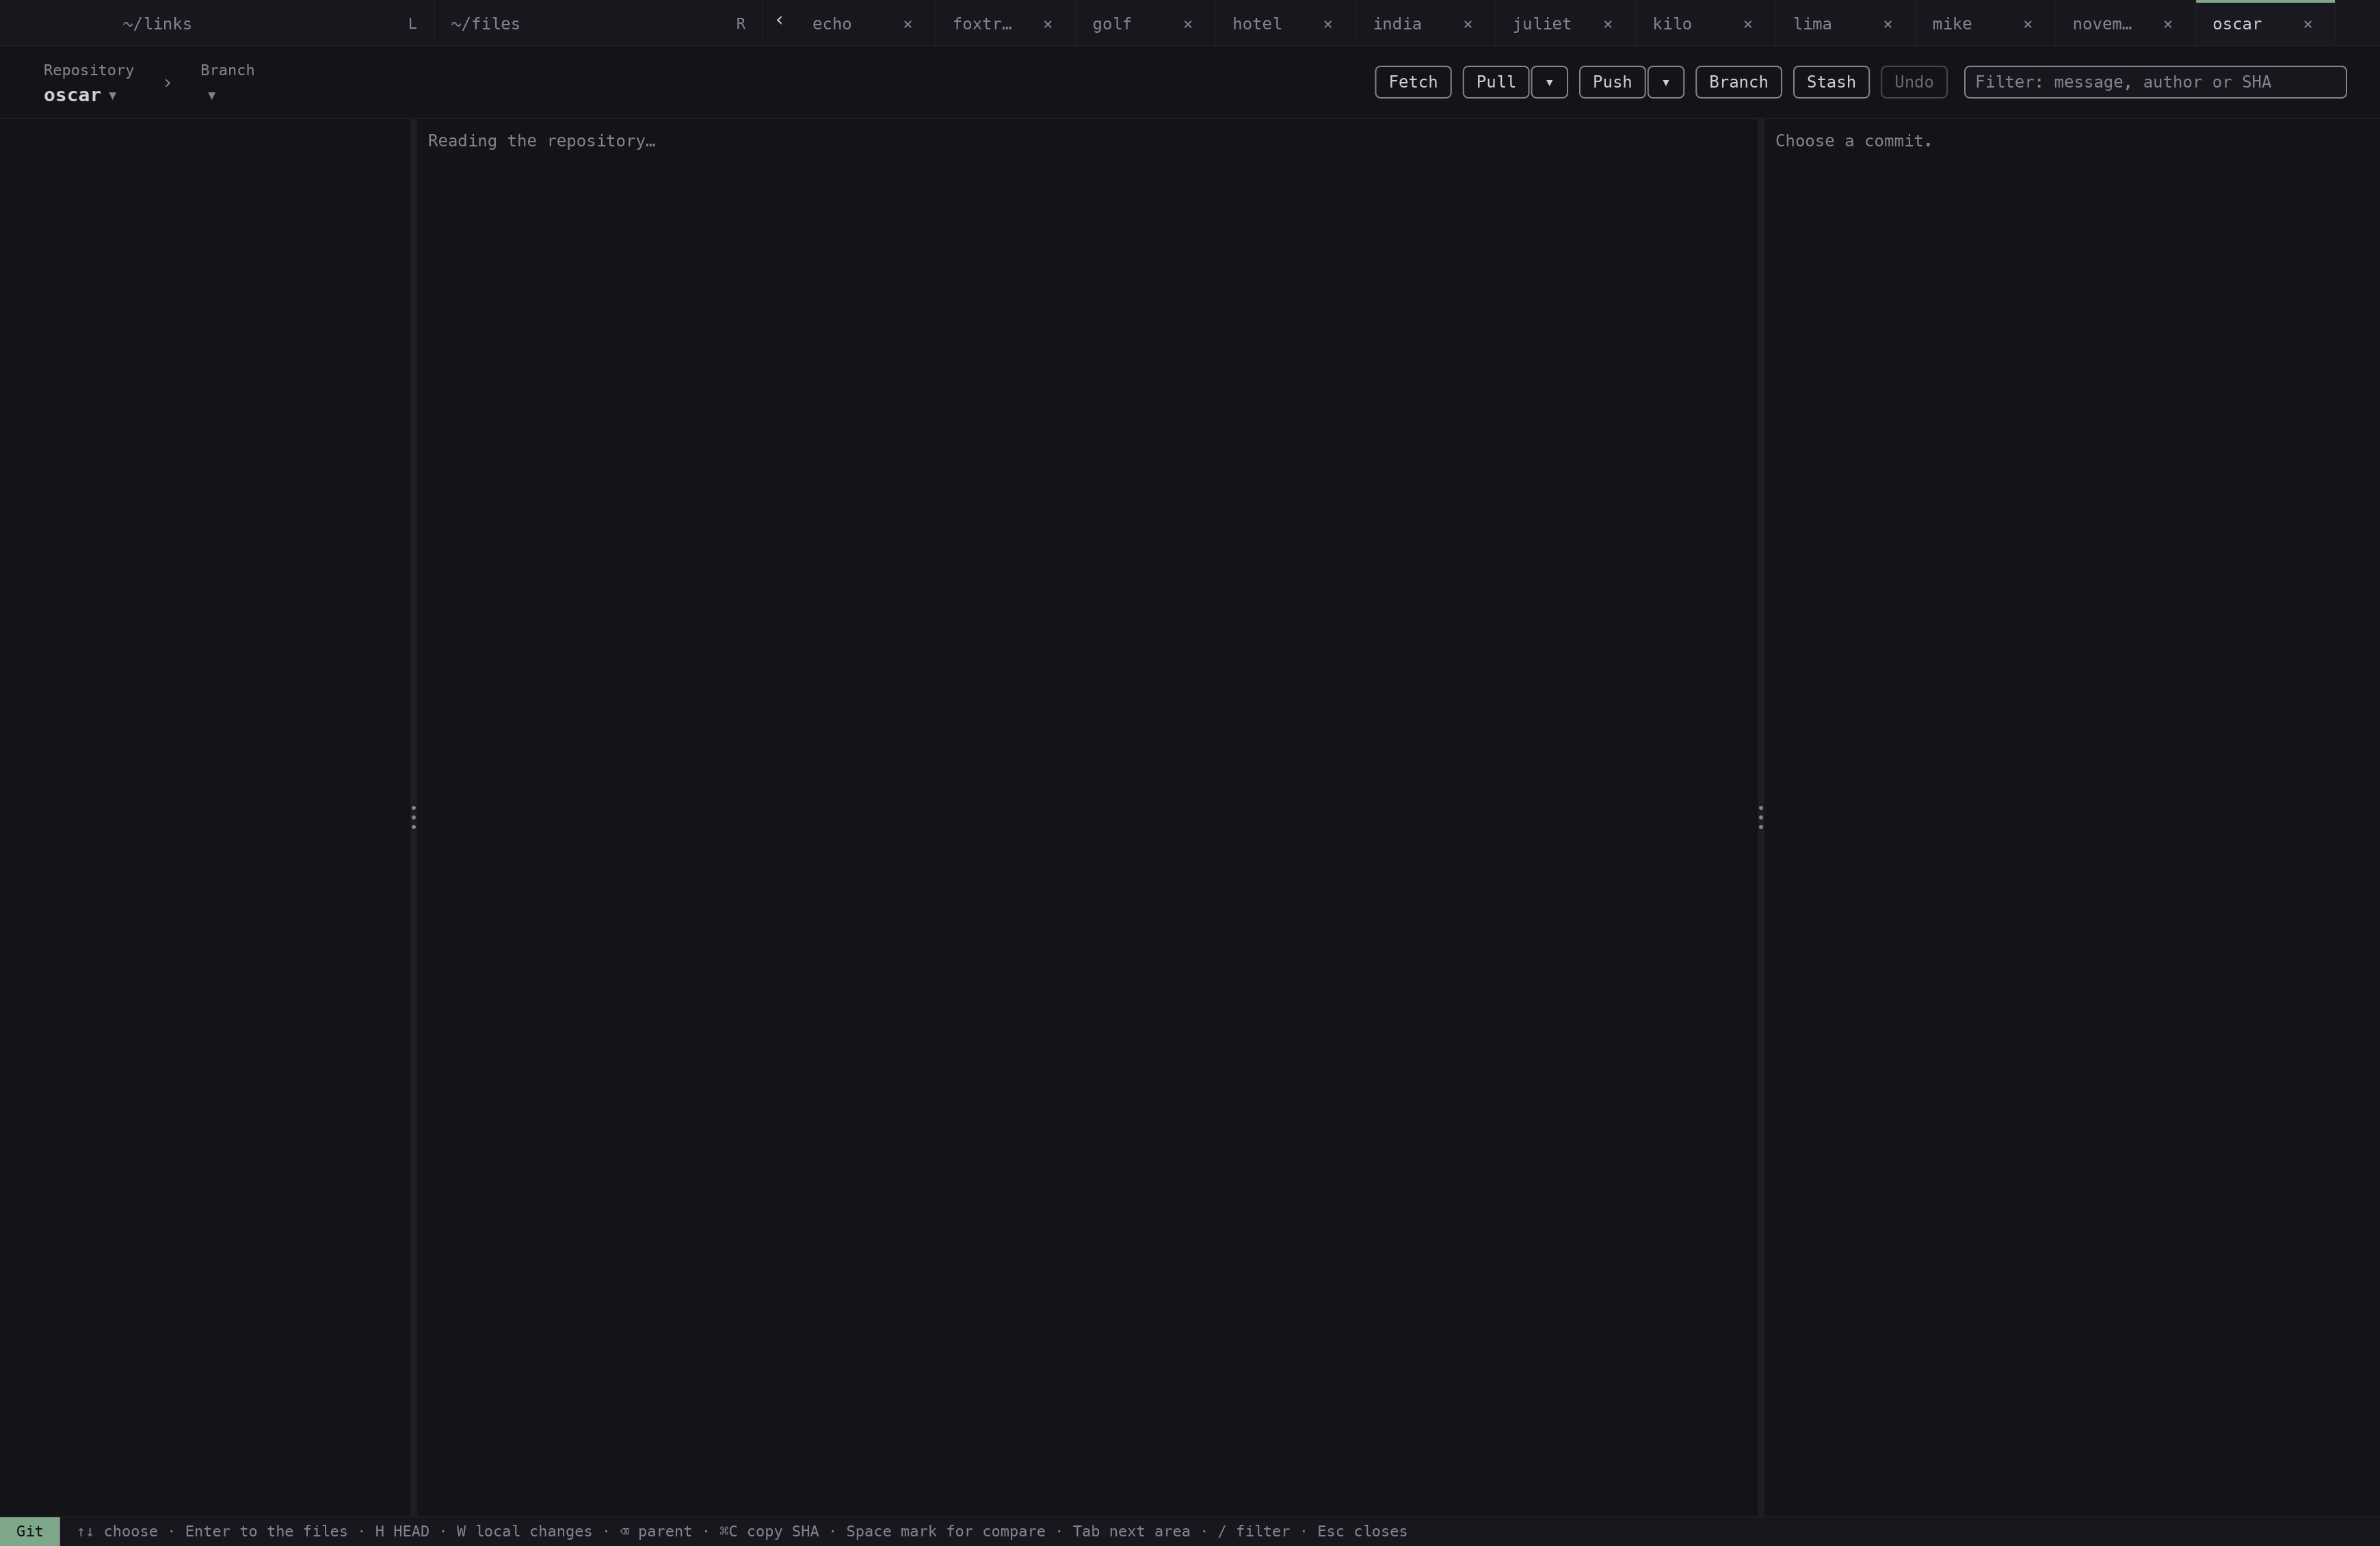 ~/links L ~/files R ‹ echo × foxtr… × golf × hotel × india × juliet × kilo × lima × mike × novem… × oscar ×
Repository › Branch
oscar ▾ ▾
Fetch Pull ▾ Push ▾ Branch Stash Undo Filter: message, author or SHA
Reading the repository…
Choose a commit.
Git ↑↓ choose · Enter to the files · H HEAD · W local changes · ⌫ parent · ⌘C copy SHA · Space mark for compare · Tab next area · / filter · Esc closes